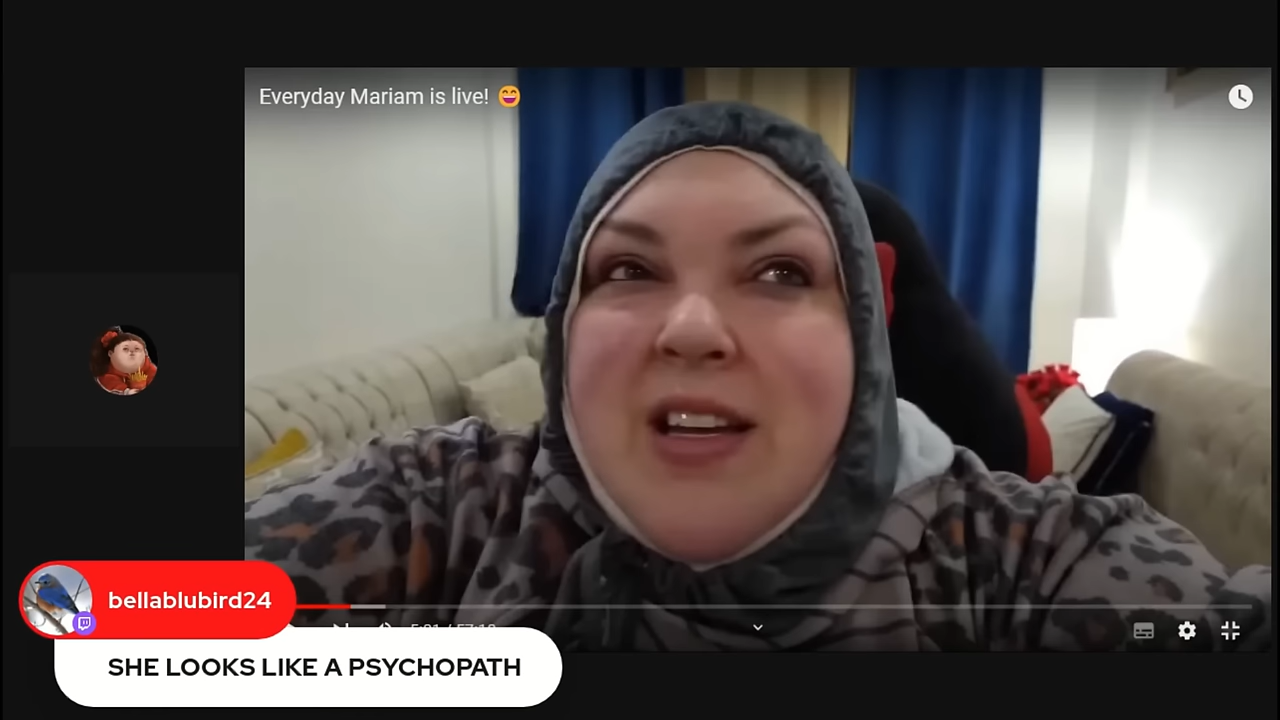 Everyday Mariam is live! 😄
bellablubird24
SHE LOOKS LIKE A PSYCHOPATH